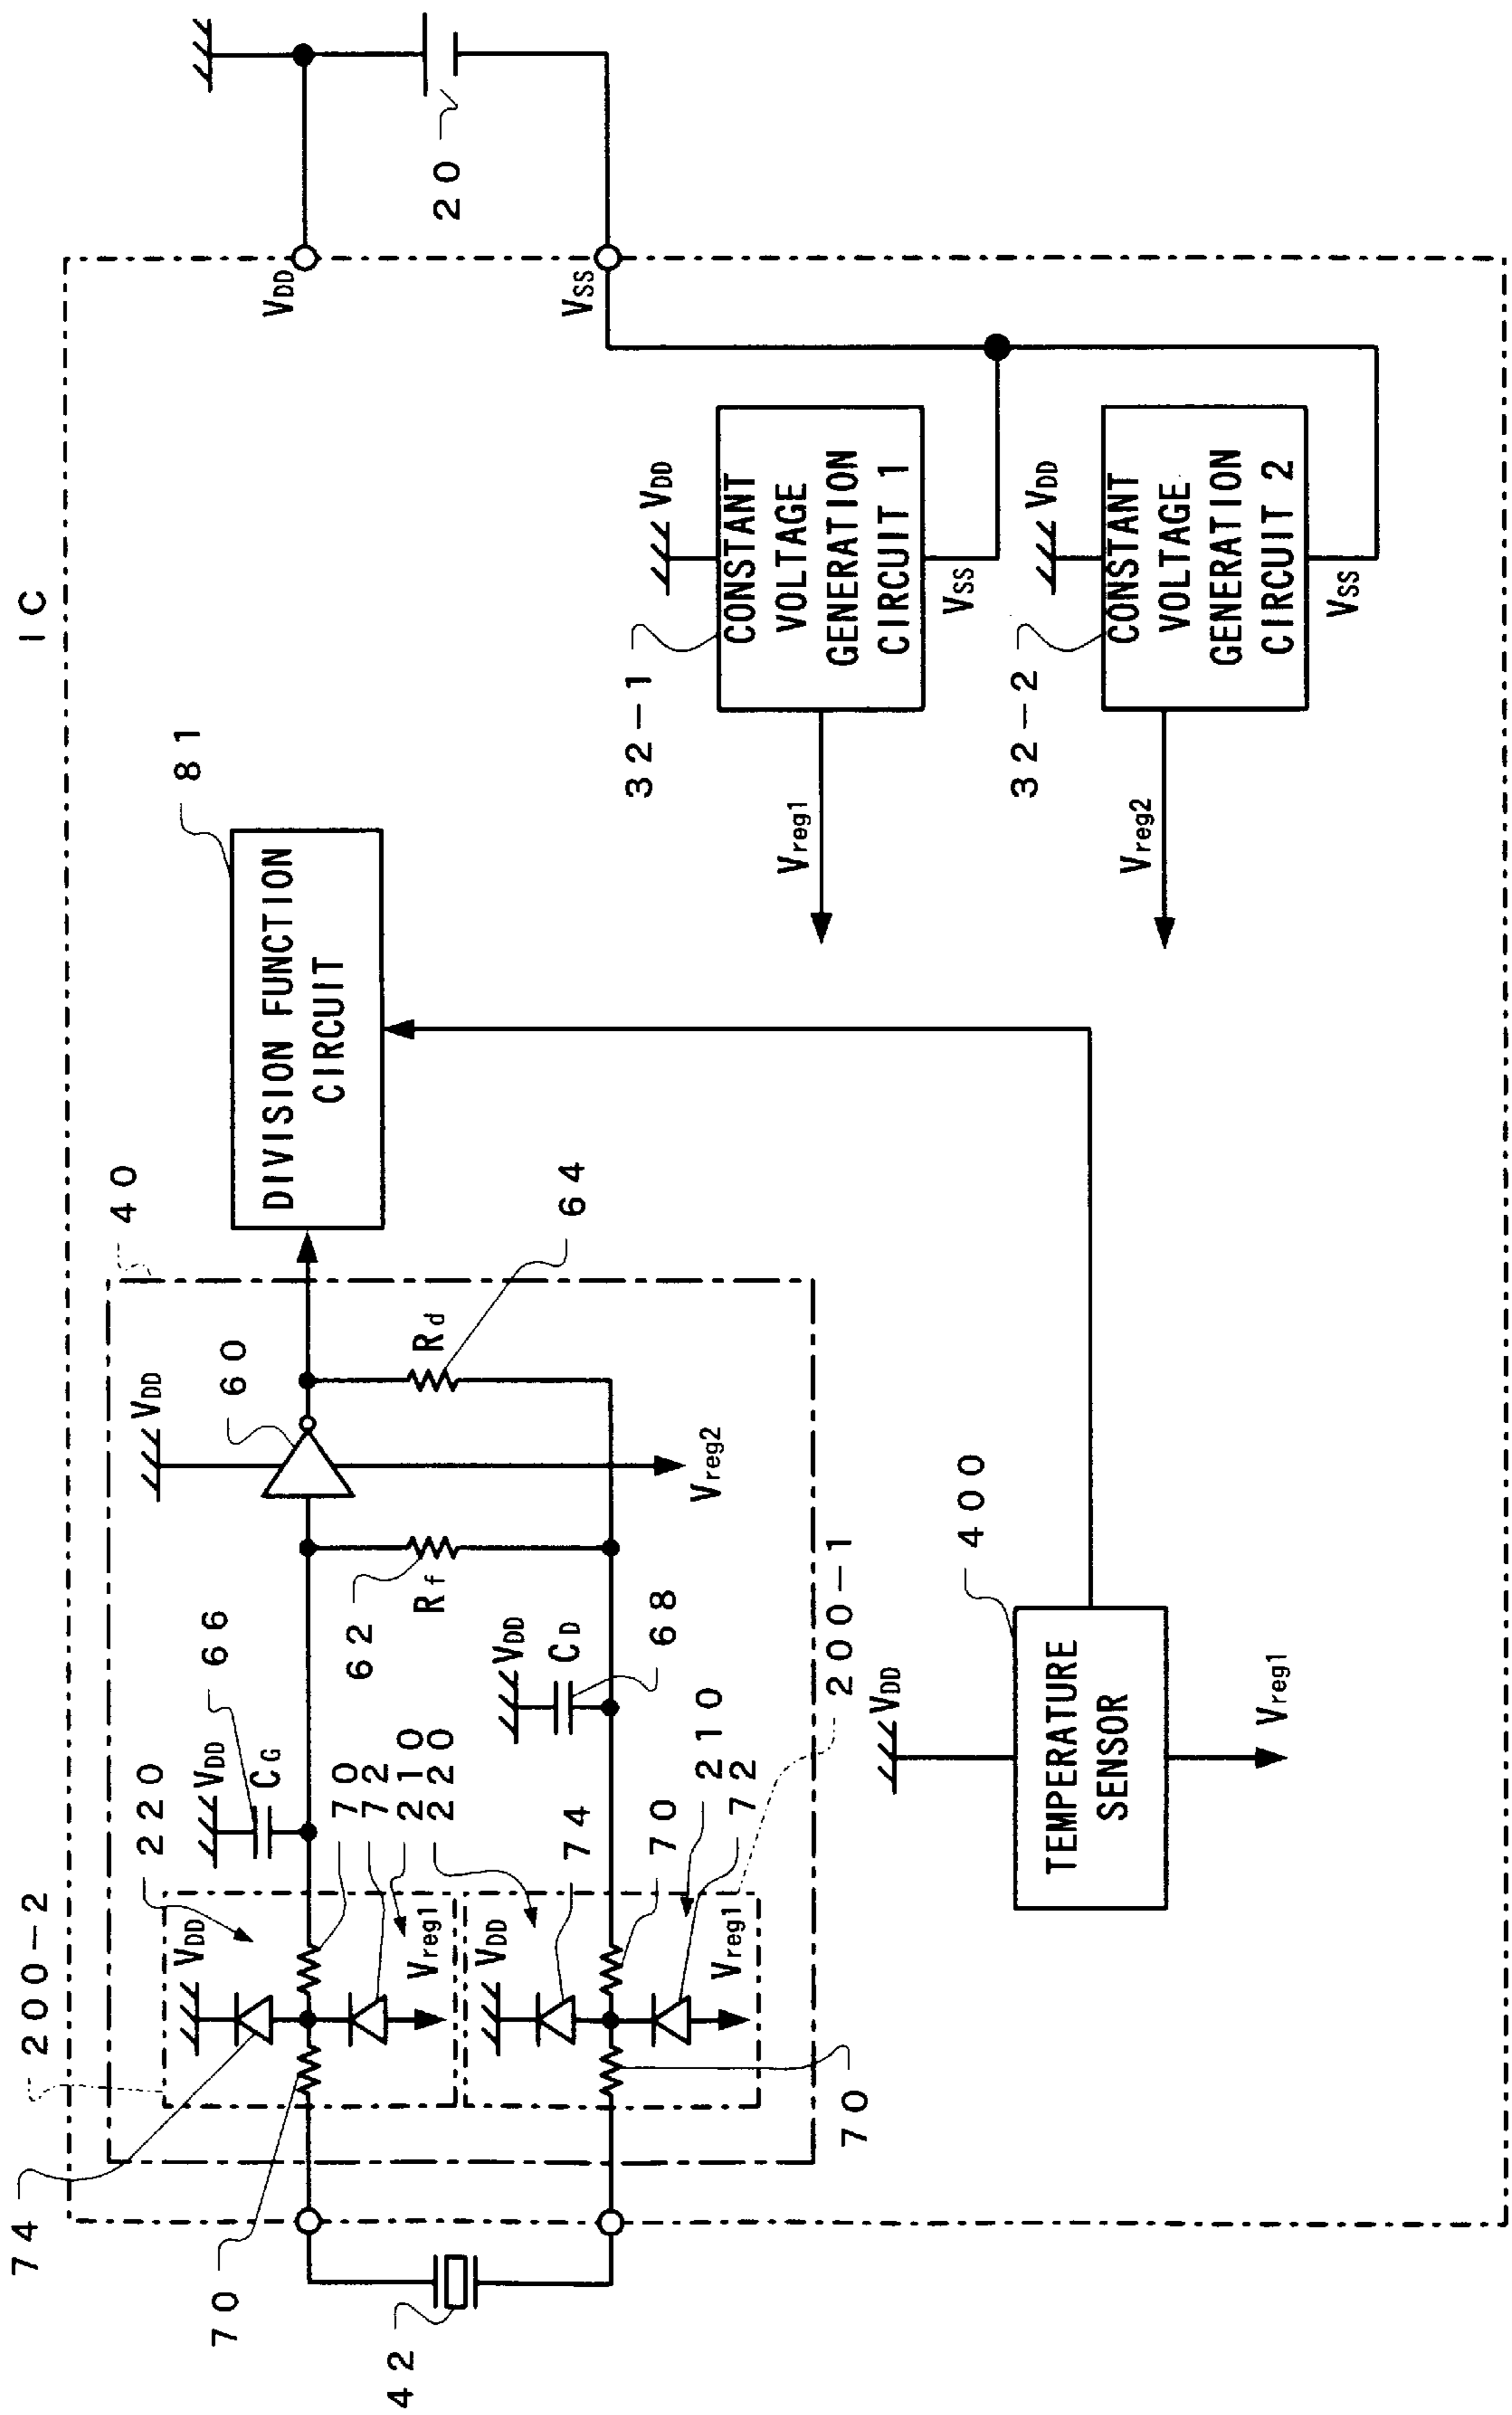 IC
200-2
40
81
DIVISION FUNCTION
CIRCUIT
VDD
20
VSS
74
70
42
220
VDD
VDD
CG
66
70
72
210
220
Vreg1
VDD
60
62
Rf
Rd
64
Vreg2
VDD
74
VDD
CD
68
70
210
72
Vreg1
200-1
70
400
VDD
TEMPERATURE
SENSOR
Vreg1
32-1
VDD
CONSTANT
VOLTAGE
GENERATION
CIRCUIT 1
VSS
Vreg1
32-2
VDD
CONSTANT
VOLTAGE
GENERATION
CIRCUIT 2
VSS
Vreg2